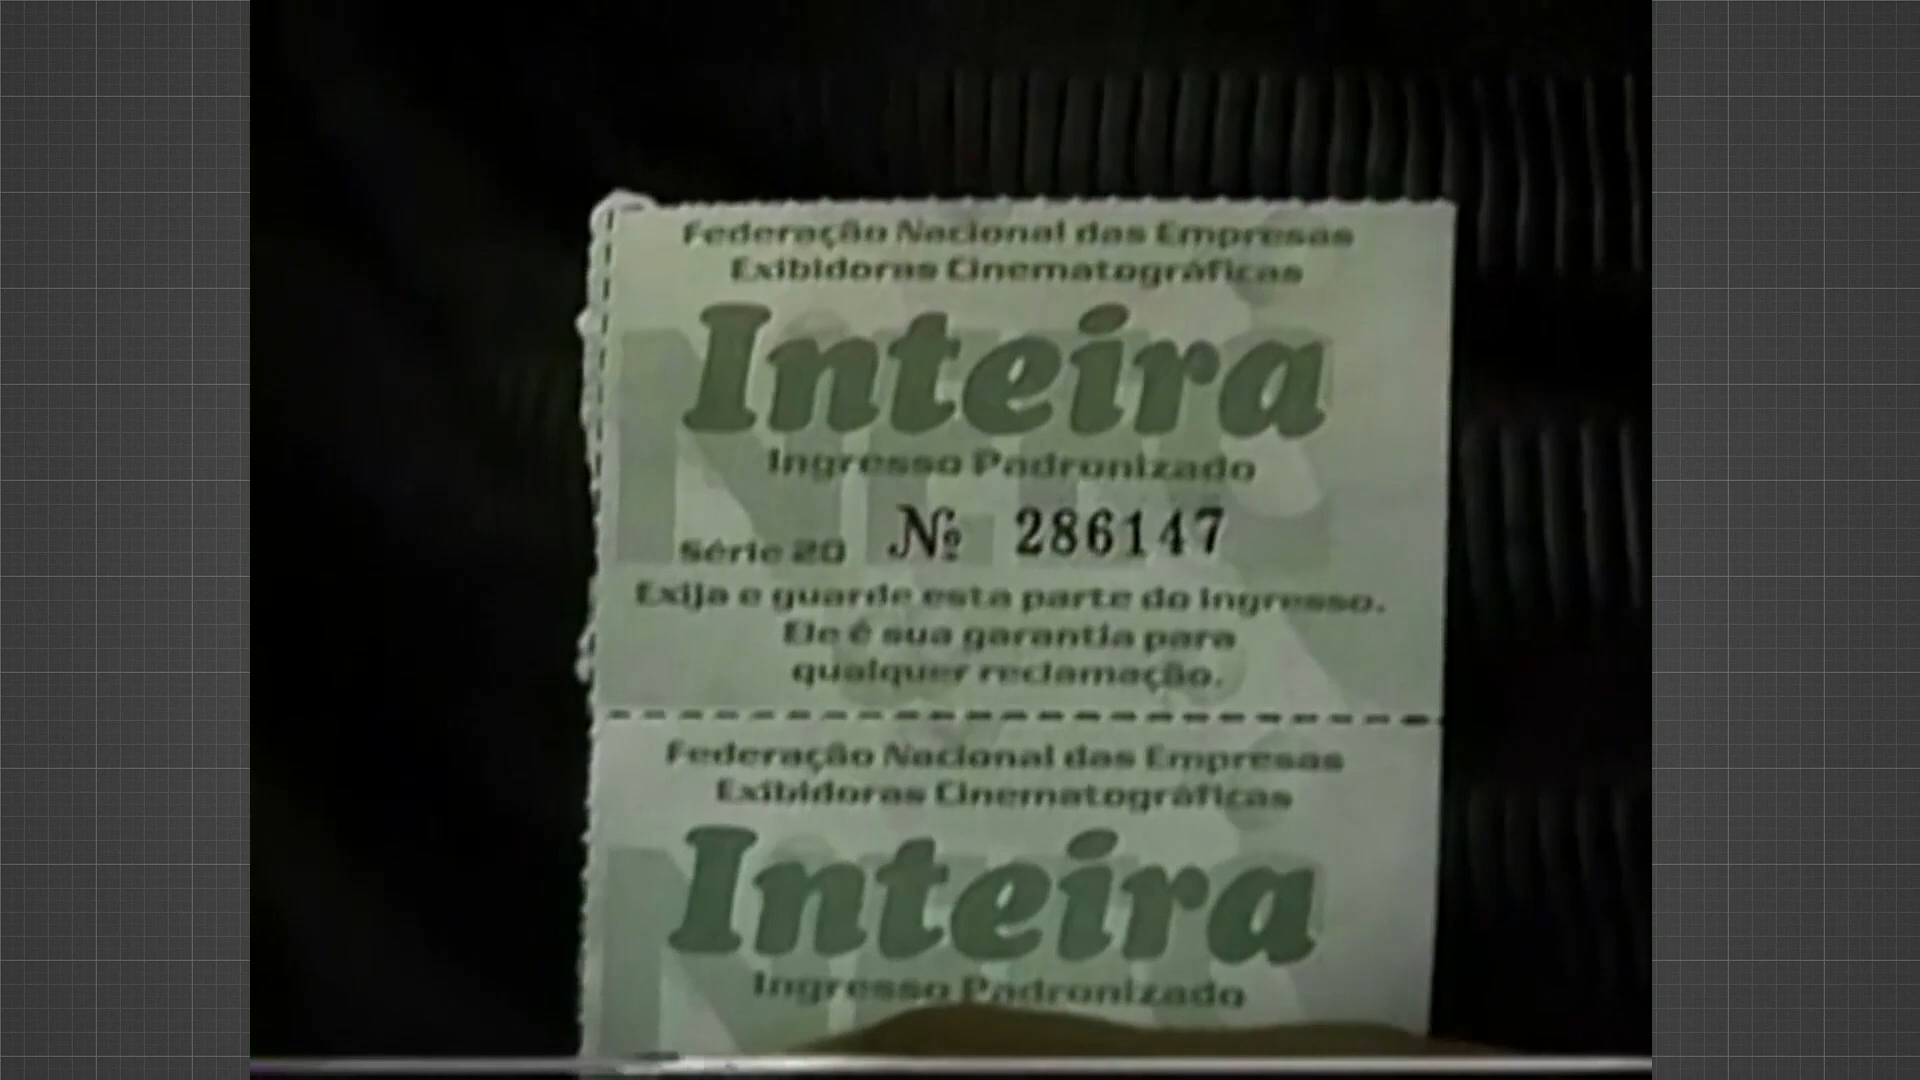 Federação Nacional das Empresas
Exibidoras Cinematográficas
Inteira
Ingresso Padronizado
Série 20 № 286147
Exija e guarde esta parte do ingresso.
Ele é sua garantia para
qualquer reclamação.
Federação Nacional das Empresas
Exibidoras Cinematográficas
Inteira
Ingresso Padronizado